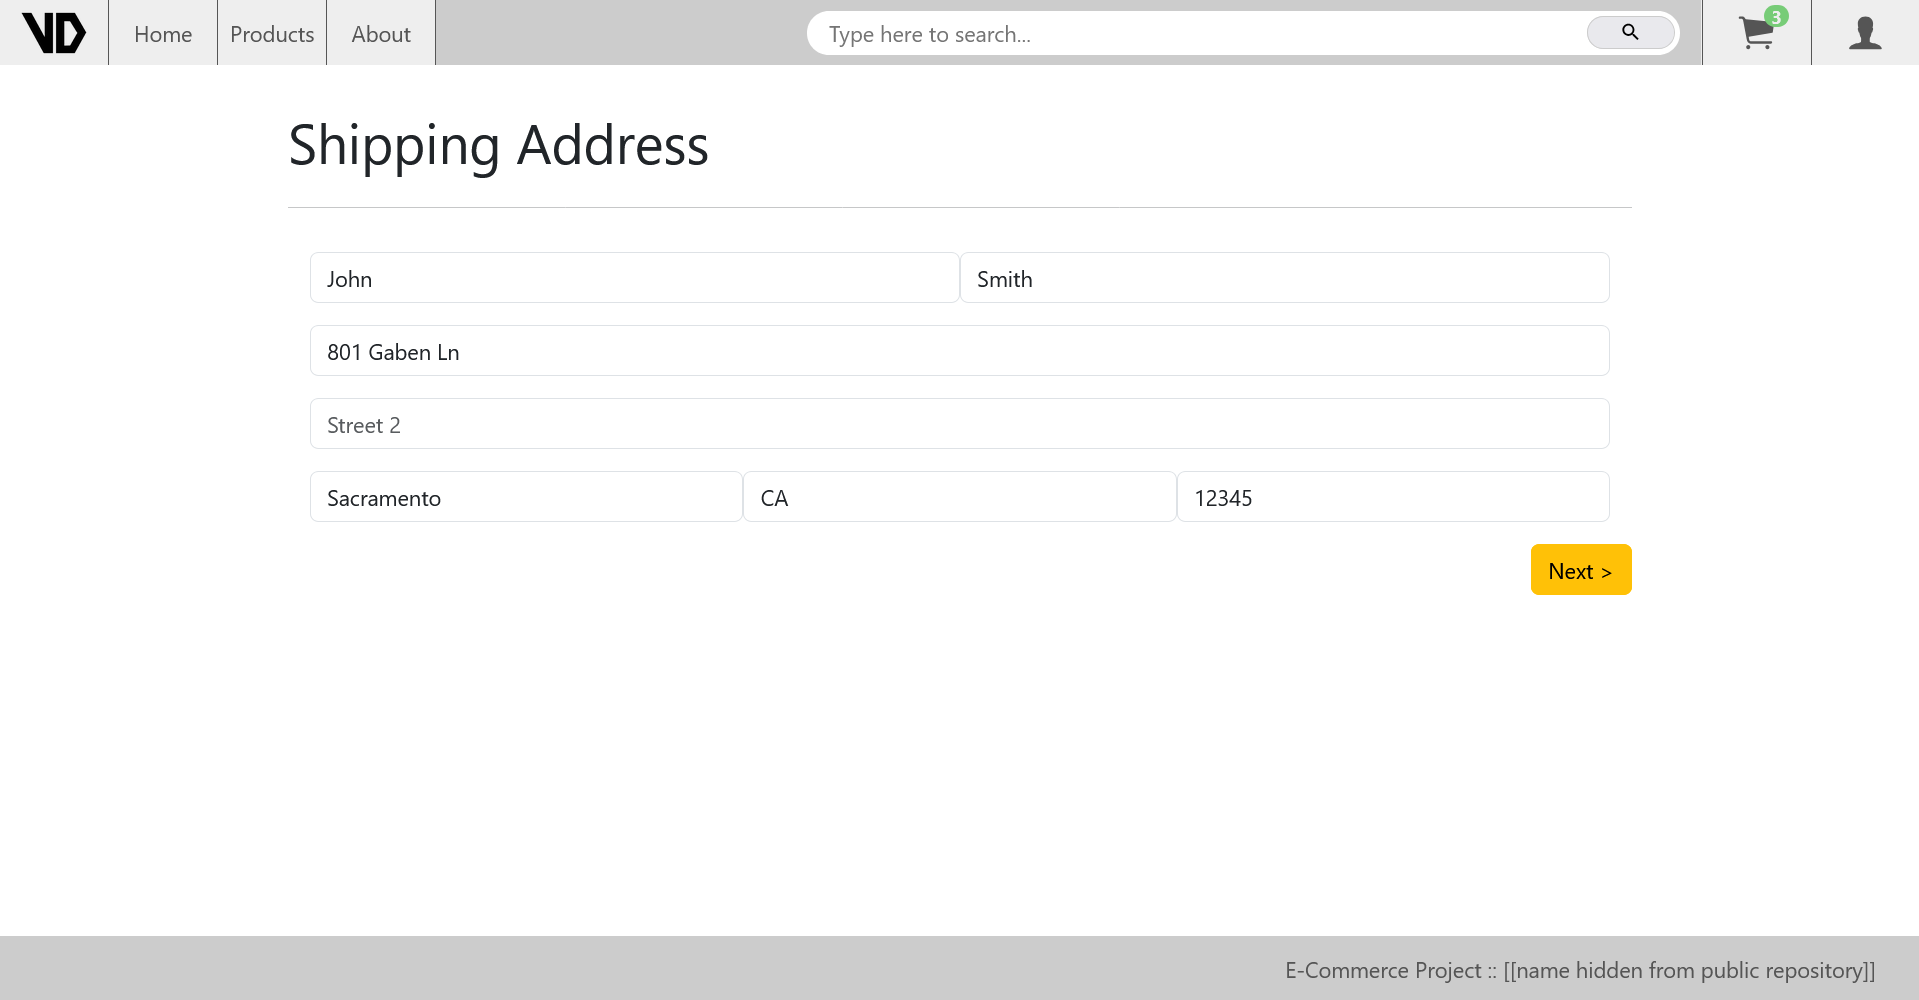 VD Home Products About Type here to search... 3
Shipping Address
John Smith
801 Gaben Ln
Street 2
Sacramento CA 12345
Next >
E-Commerce Project :: [[name hidden from public repository]]